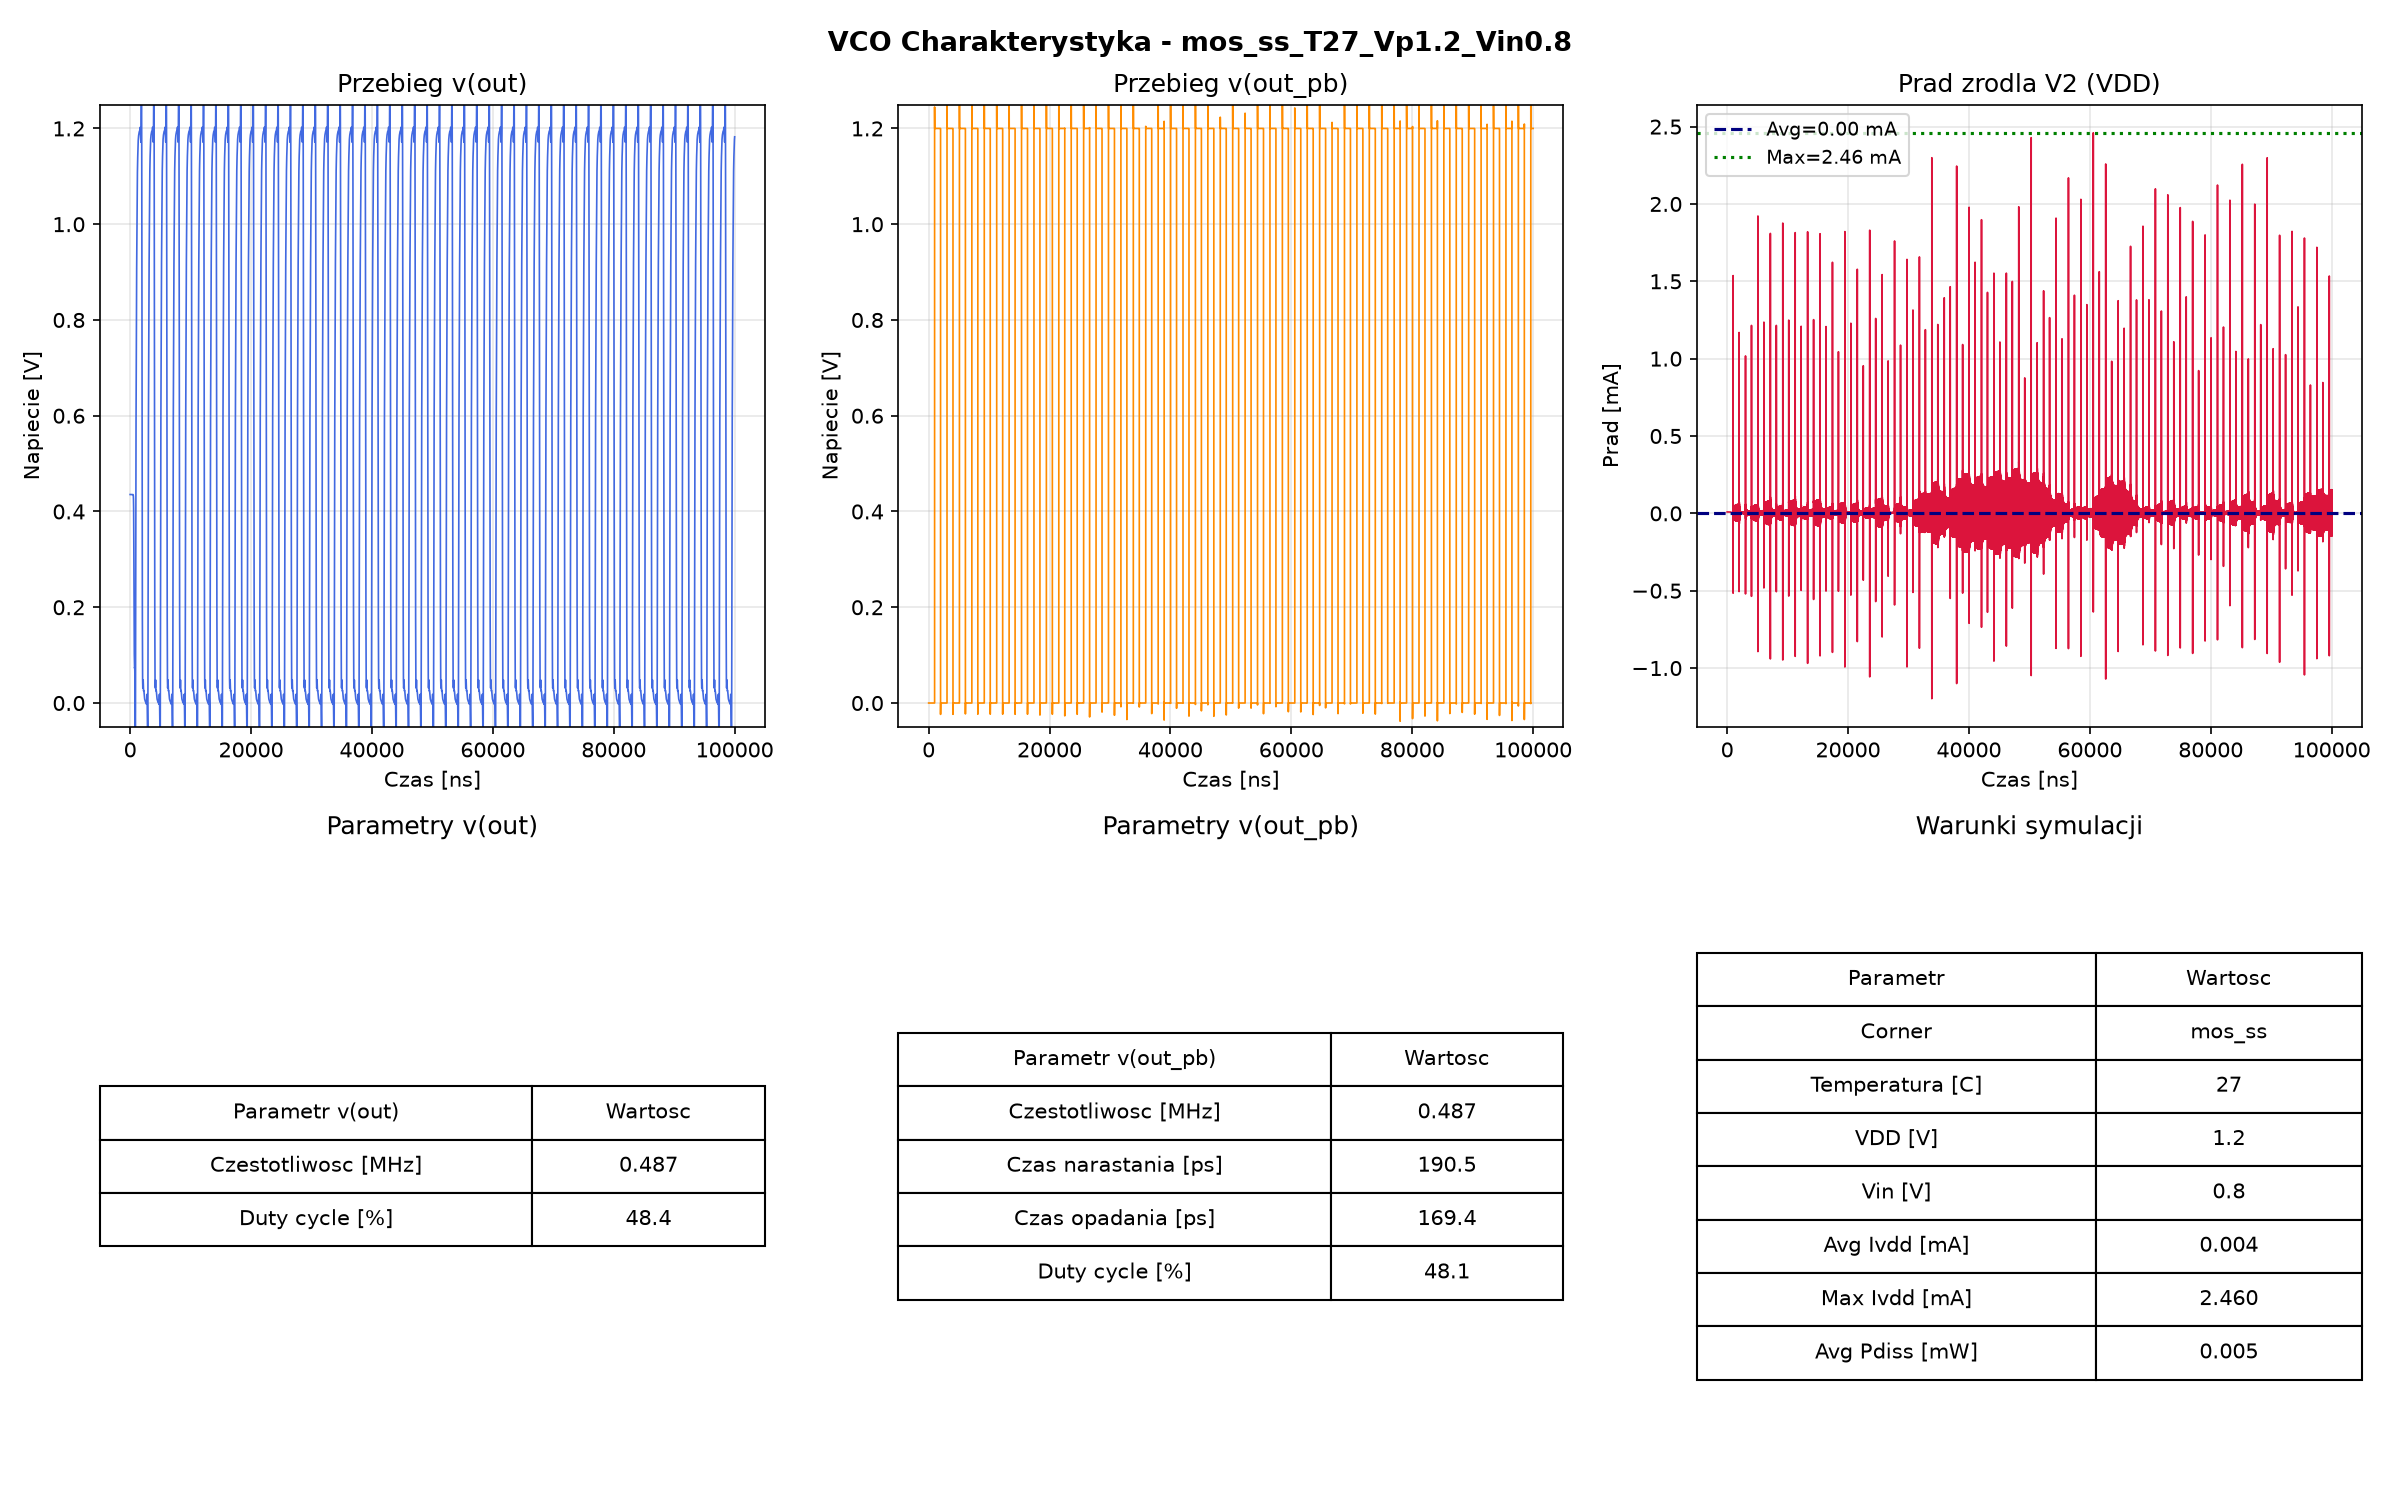 VCO Charakterystyka - mos_ss_T27_Vp1.2_Vin0.8
Przebieg v(out)
1.2
1.0
0.8
0.6
0.4
0.2
0.0
Napiecie [V]
0 20000 40000 60000 80000 100000
Czas [ns]
Przebieg v(out_pb)
1.2
1.0
0.8
0.6
0.4
0.2
0.0
Napiecie [V]
0 20000 40000 60000 80000 100000
Czas [ns]
Prad zrodla V2 (VDD)
Avg=0.00 mA
Max=2.46 mA
2.5
2.0
1.5
1.0
0.5
0.0
−0.5
−1.0
Prad [mA]
0 20000 40000 60000 80000 100000
Czas [ns]
Parametry v(out)
Parametr v(out) Wartosc
Czestotliwosc [MHz] 0.487
Duty cycle [%] 48.4
Parametry v(out_pb)
Parametr v(out_pb) Wartosc
Czestotliwosc [MHz] 0.487
Czas narastania [ps] 190.5
Czas opadania [ps] 169.4
Duty cycle [%] 48.1
Warunki symulacji
Parametr Wartosc
Corner mos_ss
Temperatura [C] 27
VDD [V] 1.2
Vin [V] 0.8
Avg Ivdd [mA] 0.004
Max Ivdd [mA] 2.460
Avg Pdiss [mW] 0.005